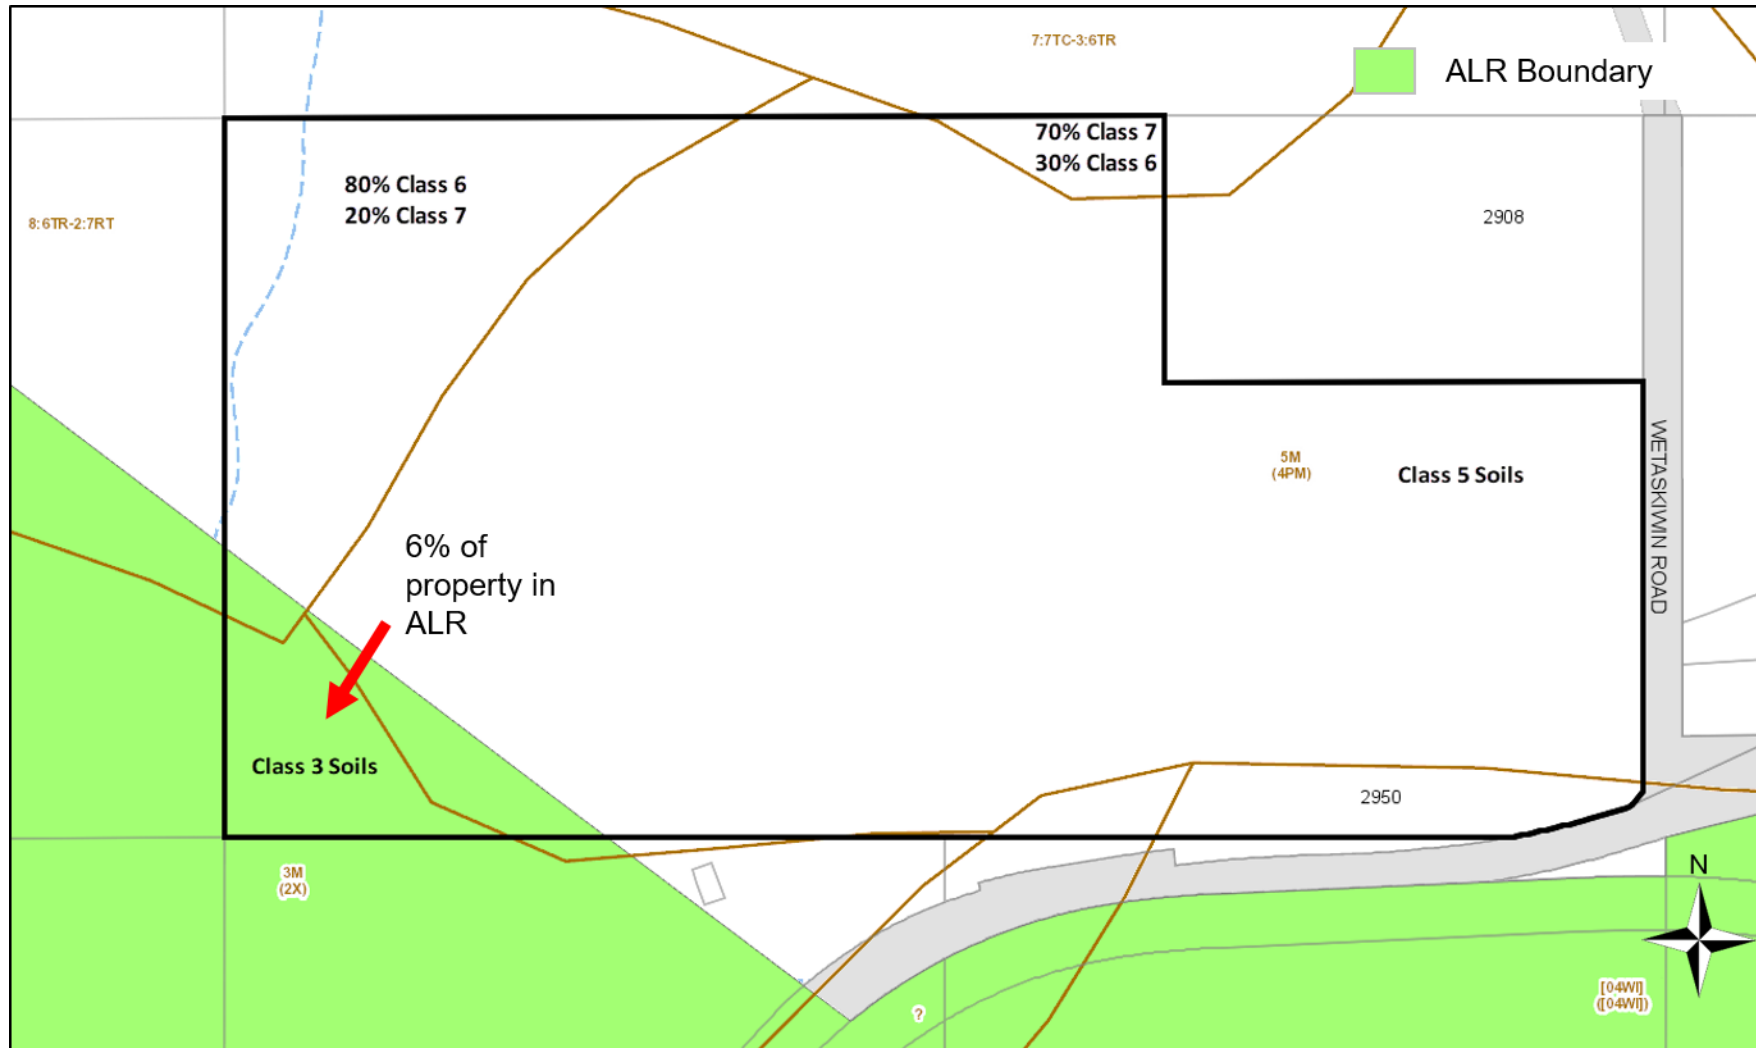 7:7TC-3:6TR
ALR Boundary
70% Class 7
30% Class 6
80% Class 6
20% Class 7
8:6TR-2:7RT
2908
5M
(4PM)
Class 5 Soils
WETASKIWIN ROAD
6% of
property in
ALR
Class 3 Soils
2950
3M
(2X)
N
[04WI]
([04WI])
?